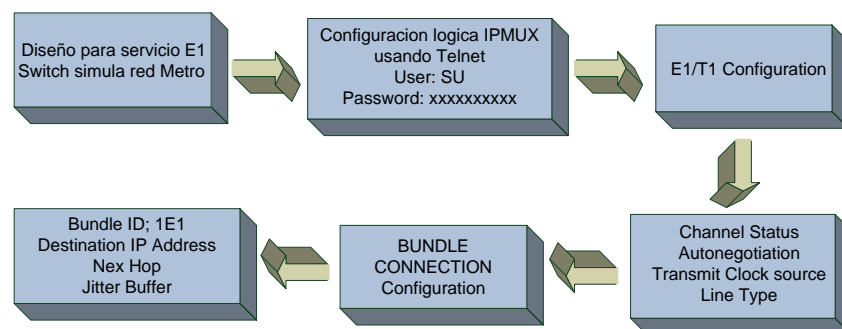 Diseño para servicio E1
Switch simula red Metro
Configuracion logica IPMUX
usando Telnet
User: SU
Password: xxxxxxxxxx
E1/T1 Configuration
Channel Status
Autonegotiation
Transmit Clock source
Line Type
BUNDLE
CONNECTION
Configuration
Bundle ID; 1E1
Destination IP Address
Nex Hop
Jitter Buffer